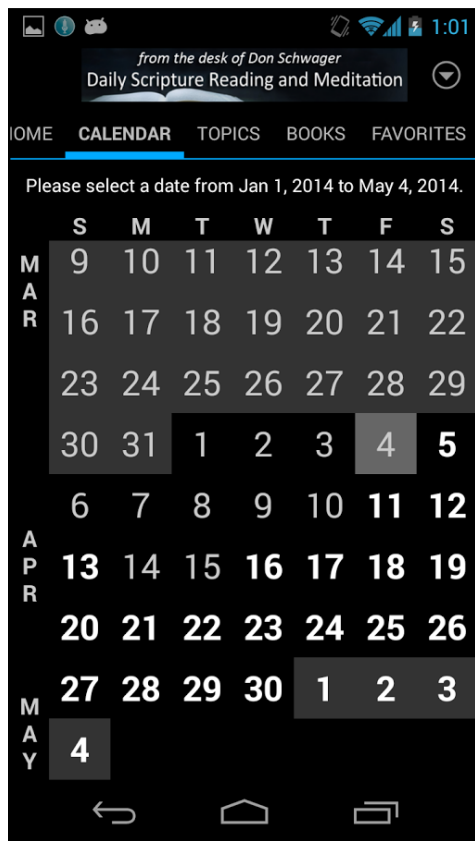 1:01
from the desk of Don Schwager
Daily Scripture Reading and Meditation
IOME CALENDAR TOPICS BOOKS FAVORITES
Please select a date from Jan 1, 2014 to May 4, 2014.
S M T W T F S
MAR
9 10 11 12 13 14 15
16 17 18 19 20 21 22
23 24 25 26 27 28 29
30 31 1 2 3 4 5
6 7 8 9 10 11 12
APR
13 14 15 16 17 18 19
20 21 22 23 24 25 26
27 28 29 30 1 2 3
MAY
4